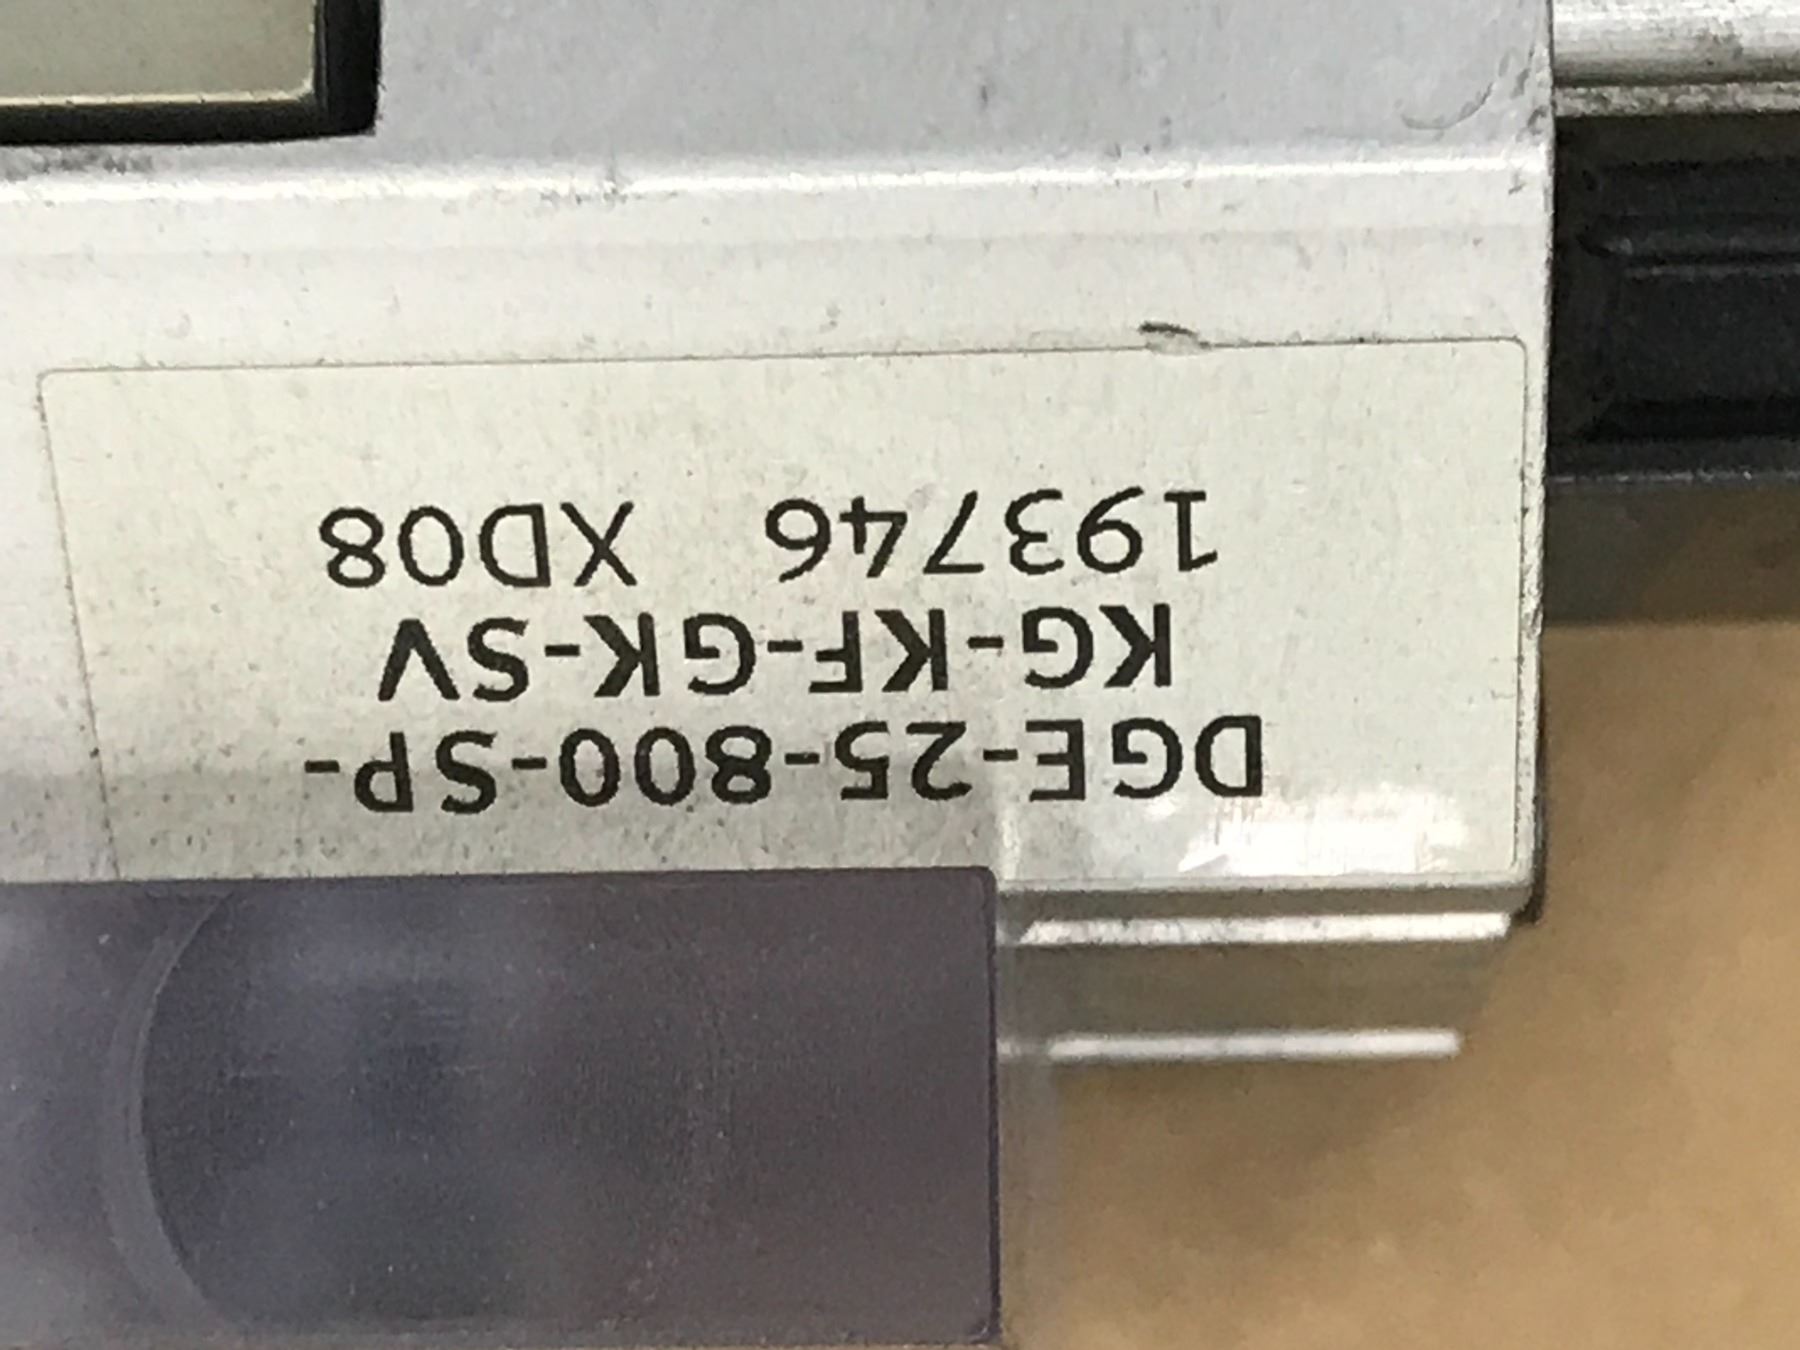 DGE-25-800-SP-
KG-KF-GK-SV
193746 XD08